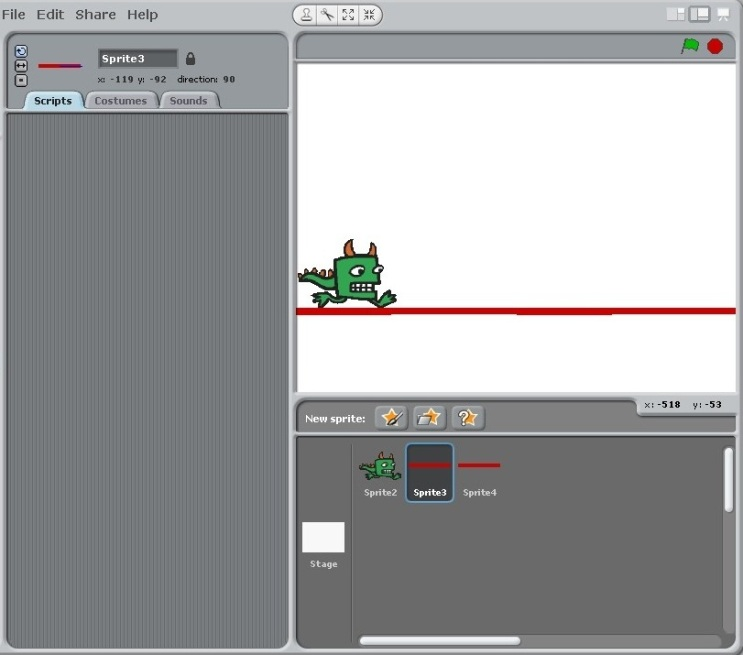 File Edit Share Help
Sprite3
x: -119 y: -92 direction: 90
Scripts Costumes Sounds
x: -518 y: -53
New sprite:
Sprite2 Sprite3 Sprite4
Stage